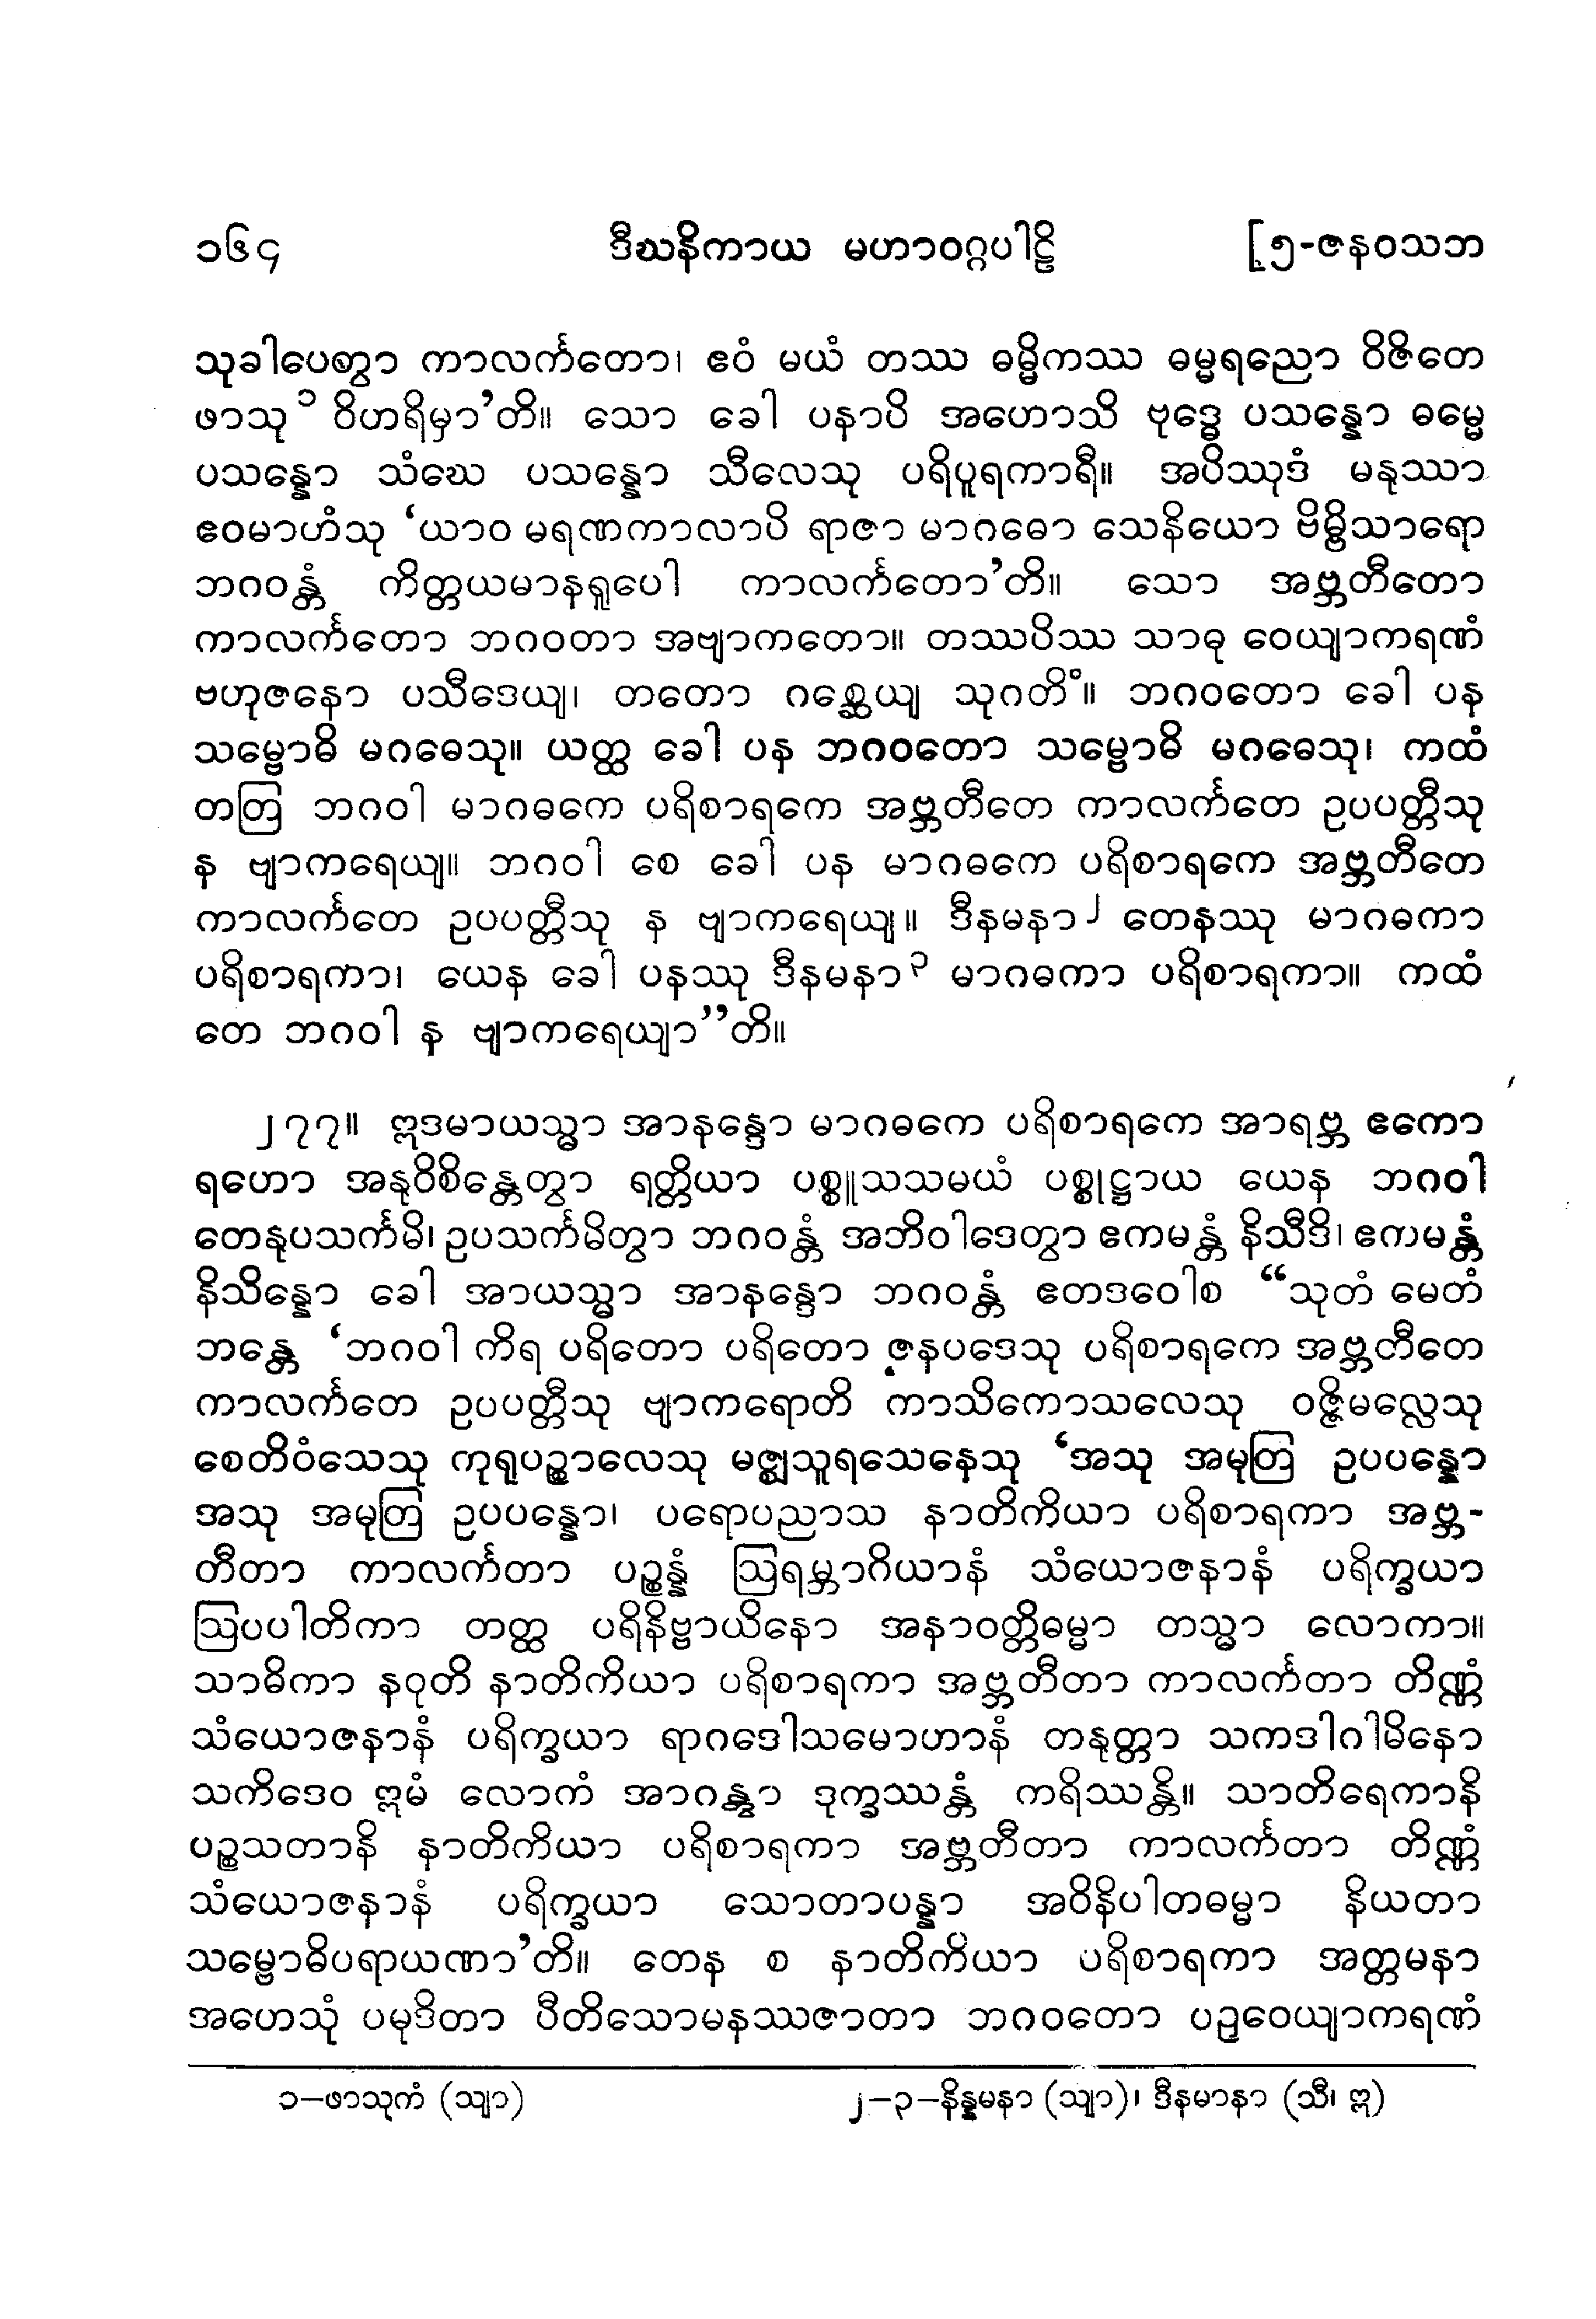 ၁၆၄ ဒီဃနိကာယ မဟာဝဂ္ဂပါဠိ [၅-ဇနဝသဘ
သုခါပေတွာ ကာလင်္ကတော၊ ဧဝံ မယံ တဿ ဓမ္မိကဿ ဓမ္မရညော ဝိဇိတေ
ဖာသု ၁ ဝိဟရိမှာ’တိ။ သော ခေါ ပနာပိ အဟောသိ ဗုဒ္ဓေ ပသန္နော ဓမ္မေ
ပသန္နော သံဃေ ပသန္နော သီလေသု ပရိပူရကာရီ။ အပိဿုဒံ မနုဿာ
ဧဝမာဟံသု ‘ယာဝ မရဏကာလာပိ ရာဇာ မာဂဓော သေနိယော ဗိမ္ဗိသာရော
ဘဂဝန္တံ ကိတ္တယမာနရူပေါ ကာလင်္ကတော’တိ။ သော အဗ္ဘတီတော
ကာလင်္ကတော ဘဂဝတာ အဗျာကတော။ တဿပိဿ သာဓု ဝေယျာကရဏံ
ဗဟုဇနော ပသီဒေယျ၊ တတော ဂစ္ဆေယျ သုဂတိံ။ ဘဂဝတော ခေါ ပန
သမ္ဗောဓိ မဂဓေသု။ ယတ္ထ ခေါ ပန ဘဂဝတော သမ္ဗောဓိ မဂဓေသု၊ ကထံ
တတြ ဘဂဝါ မာဂဓကေ ပရိစာရကေ အဗ္ဘတီတေ ကာလင်္ကတေ ဥပပတ္တီသု
န ဗျာကရေယျ။ ဘဂဝါ စေ ခေါ ပန မာဂဓကေ ပရိစာရကေ အဗ္ဘတီတေ
ကာလင်္ကတေ ဥပပတ္တီသု န ဗျာကရေယျ။ ဒီနမနာ ၂ တေနဿု မာဂဓကာ
ပရိစာရကာ၊ ယေန ခေါ ပနဿု ဒီနမနာ ၃ မာဂဓကာ ပရိစာရကာ။ ကထံ
တေ ဘဂဝါ န ဗျာကရေယျာ’’တိ။
၂၇၇။ ဣဒမာယသ္မာ အာနန္ဒော မာဂဓကေ ပရိစာရကေ အာရဗ္ဘ ဧကော
ရဟော အနုဝိစိန္တေတွာ ရတ္တိယာ ပစ္စူသသမယံ ပစ္စုဋ္ဌာယ ယေန ဘဂဝါ
တေနုပသင်္ကမိ၊ ဥပသင်္ကမိတွာ ဘဂဝန္တံ အဘိဝါဒေတွာ ဧကမန္တံ နိသီဒိ၊ ဧကမန္တံ
နိသိန္နော ခေါ အာယသ္မာ အာနန္ဒော ဘဂဝန္တံ ဧတဒဝေါစ “သုတံ မေတံ
ဘန္တေ ‘ဘဂဝါ ကိရ ပရိတော ပရိတော ဇနပဒေသု ပရိစာရကေ အဗ္ဘတီတေ
ကာလင်္ကတေ ဥပပတ္တီသု ဗျာကရောတိ ကာသိကောသလေသု ဝဇ္ဇိမလ္လေသု
စေတိဝံသေသု ကုရုပဉ္စာလေသု မဇ္ဈသူရသေနေသု ‘အသု အမုတြ ဥပပန္နော
အသု အမုတြ ဥပပန္နော၊ ပရောပညာသ နာတိကိယာ ပရိစာရကာ အဗ္ဘ-
တီတာ ကာလင်္ကတာ ပဉ္စန္နံ ဩရမ္ဘာဂိယာနံ သံယောဇနာနံ ပရိက္ခယာ
ဩပပါတိကာ တတ္ထ ပရိနိဗ္ဗာယိနော အနာဝတ္တိဓမ္မာ တသ္မာ လောကာ။
သာဓိကာ နဝုတိ နာတိကိယာ ပရိစာရကာ အဗ္ဘတီတာ ကာလင်္ကတာ တိဏ္ဏံ
သံယောဇနာနံ ပရိက္ခယာ ရာဂဒေါသမောဟာနံ တနုတ္တာ သကဒါဂါမိနော
သကိဒေဝ ဣမံ လောကံ အာဂန္တွာ ဒုက္ခဿန္တံ ကရိဿန္တိ။ သာတိရေကာနိ
ပဉ္စသတာနိ နာတိကိယာ ပရိစာရကာ အဗ္ဘတီတာ ကာလင်္ကတာ တိဏ္ဏံ
သံယောဇနာနံ ပရိက္ခယာ သောတာပန္နာ အဝိနိပါတဓမ္မာ နိယတာ
သမ္ဗောဓိပရာယဏာ’တိ။ တေန စ နာတိကိယာ ပရိစာရကာ အတ္တမနာ
အဟေသုံ ပမုဒိတာ ပီတိသောမနဿဇာတာ ဘဂဝတော ပဉှဝေယျာကရဏံ
၁–ဖာသုကံ (သျာ) ၂–၃–နိန္နမနာ (သျာ)၊ ဒီနမာနာ (သီ၊ ဣ)